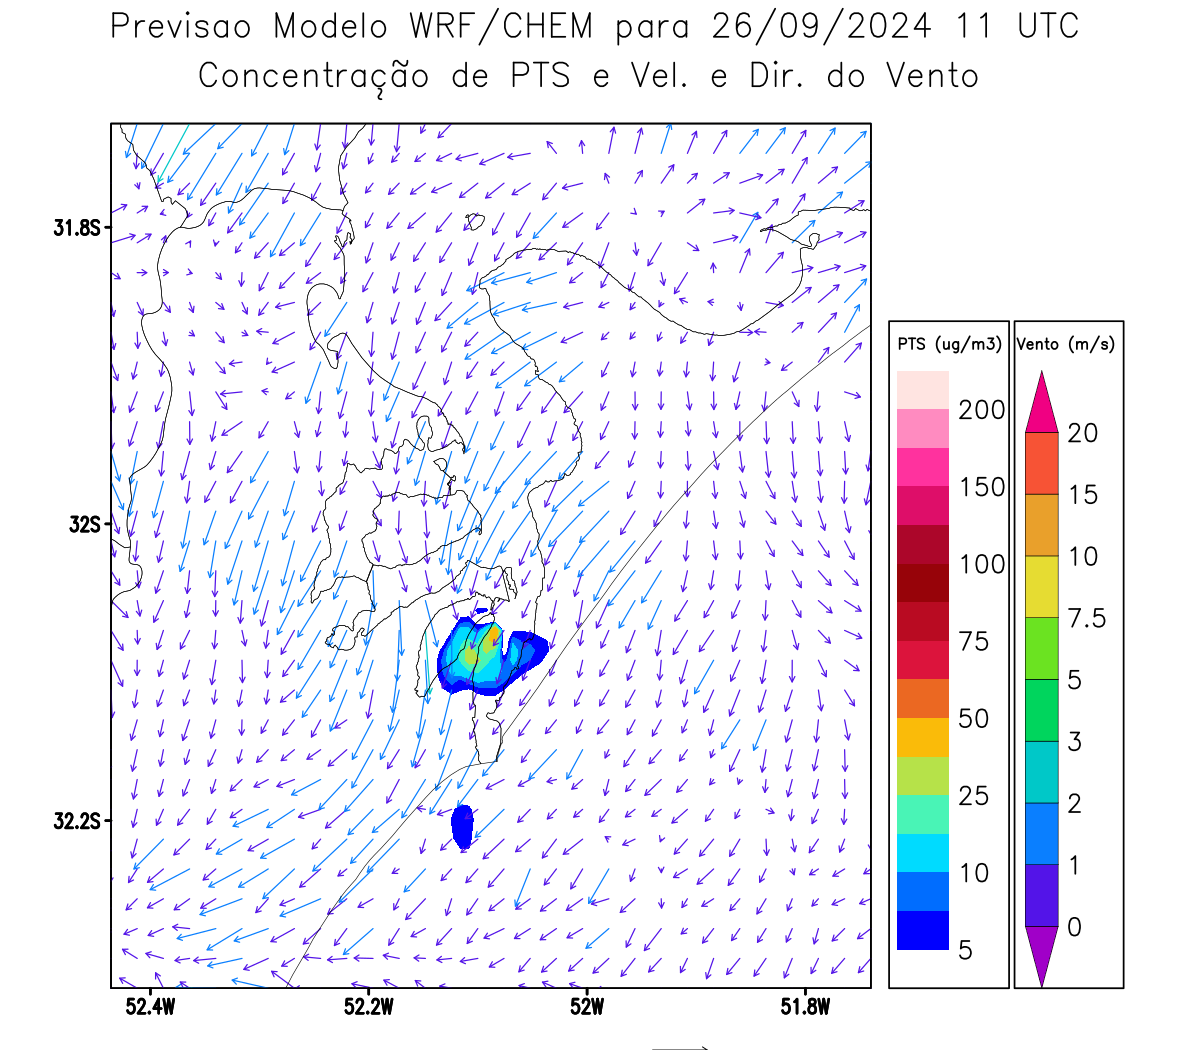 Previsao Modelo WRF/CHEM para 26/09/2024 11 UTC
Concentração de PTS e Vel. e Dir. do Vento
31.8S
32S
32.2S
52.4W 52.2W 52W 51.8W
PTS (ug/m3)
200
150
100
75
50
25
10
5
Vento (m/s)
20
15
10
7.5
5
3
2
1
0